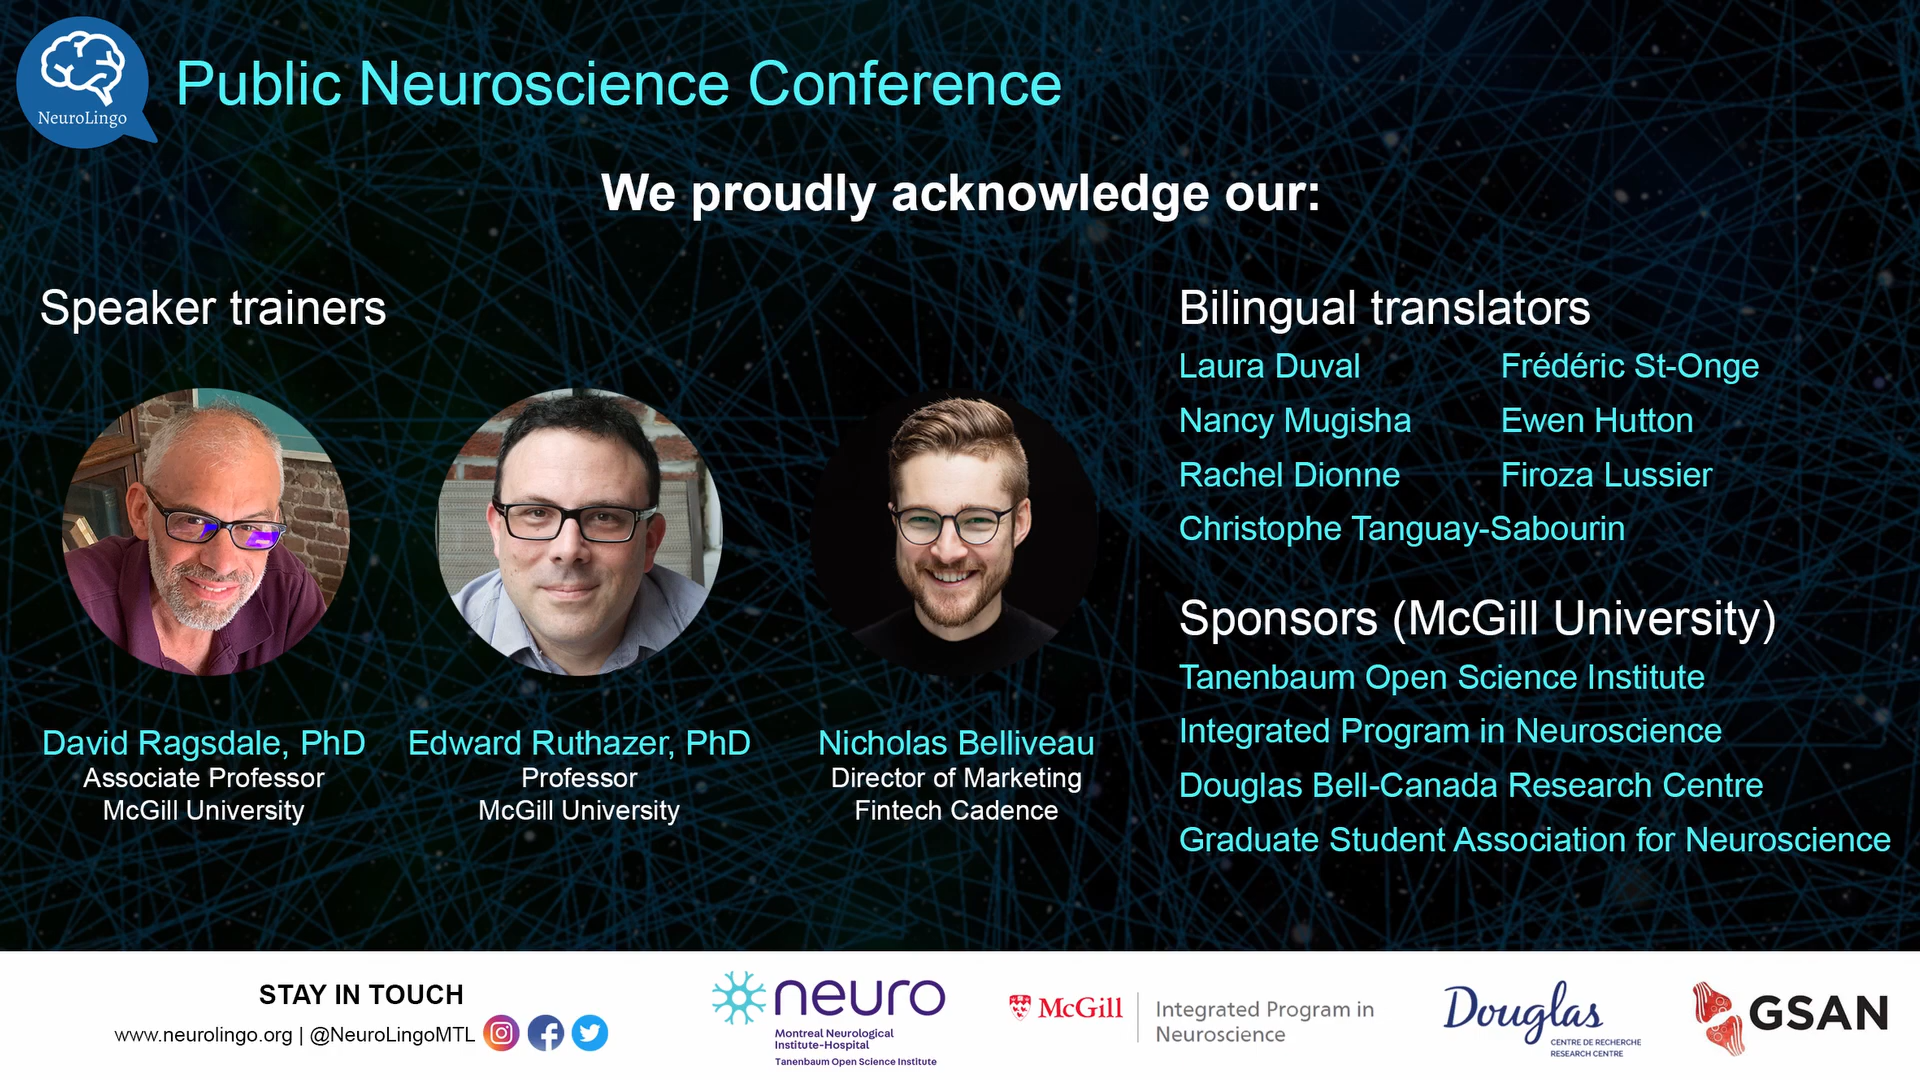 NeuroLingo
Public Neuroscience Conference
We proudly acknowledge our:
Speaker trainers
David Ragsdale, PhD
Associate Professor
McGill University
Edward Ruthazer, PhD
Professor
McGill University
Nicholas Belliveau
Director of Marketing
Fintech Cadence
Bilingual translators
Laura Duval
Frédéric St-Onge
Nancy Mugisha
Ewen Hutton
Rachel Dionne
Firoza Lussier
Christophe Tanguay-Sabourin
Sponsors (McGill University)
Tanenbaum Open Science Institute
Integrated Program in Neuroscience
Douglas Bell-Canada Research Centre
Graduate Student Association for Neuroscience
STAY IN TOUCH
www.neurolingo.org | @NeuroLingoMTL
neuro
Montreal Neurological
Institute-Hospital
Tanenbaum Open Science Institute
McGill
Integrated Program in
Neuroscience
Douglas
CENTRE DE RECHERCHE
RESEARCH CENTRE
GSAN